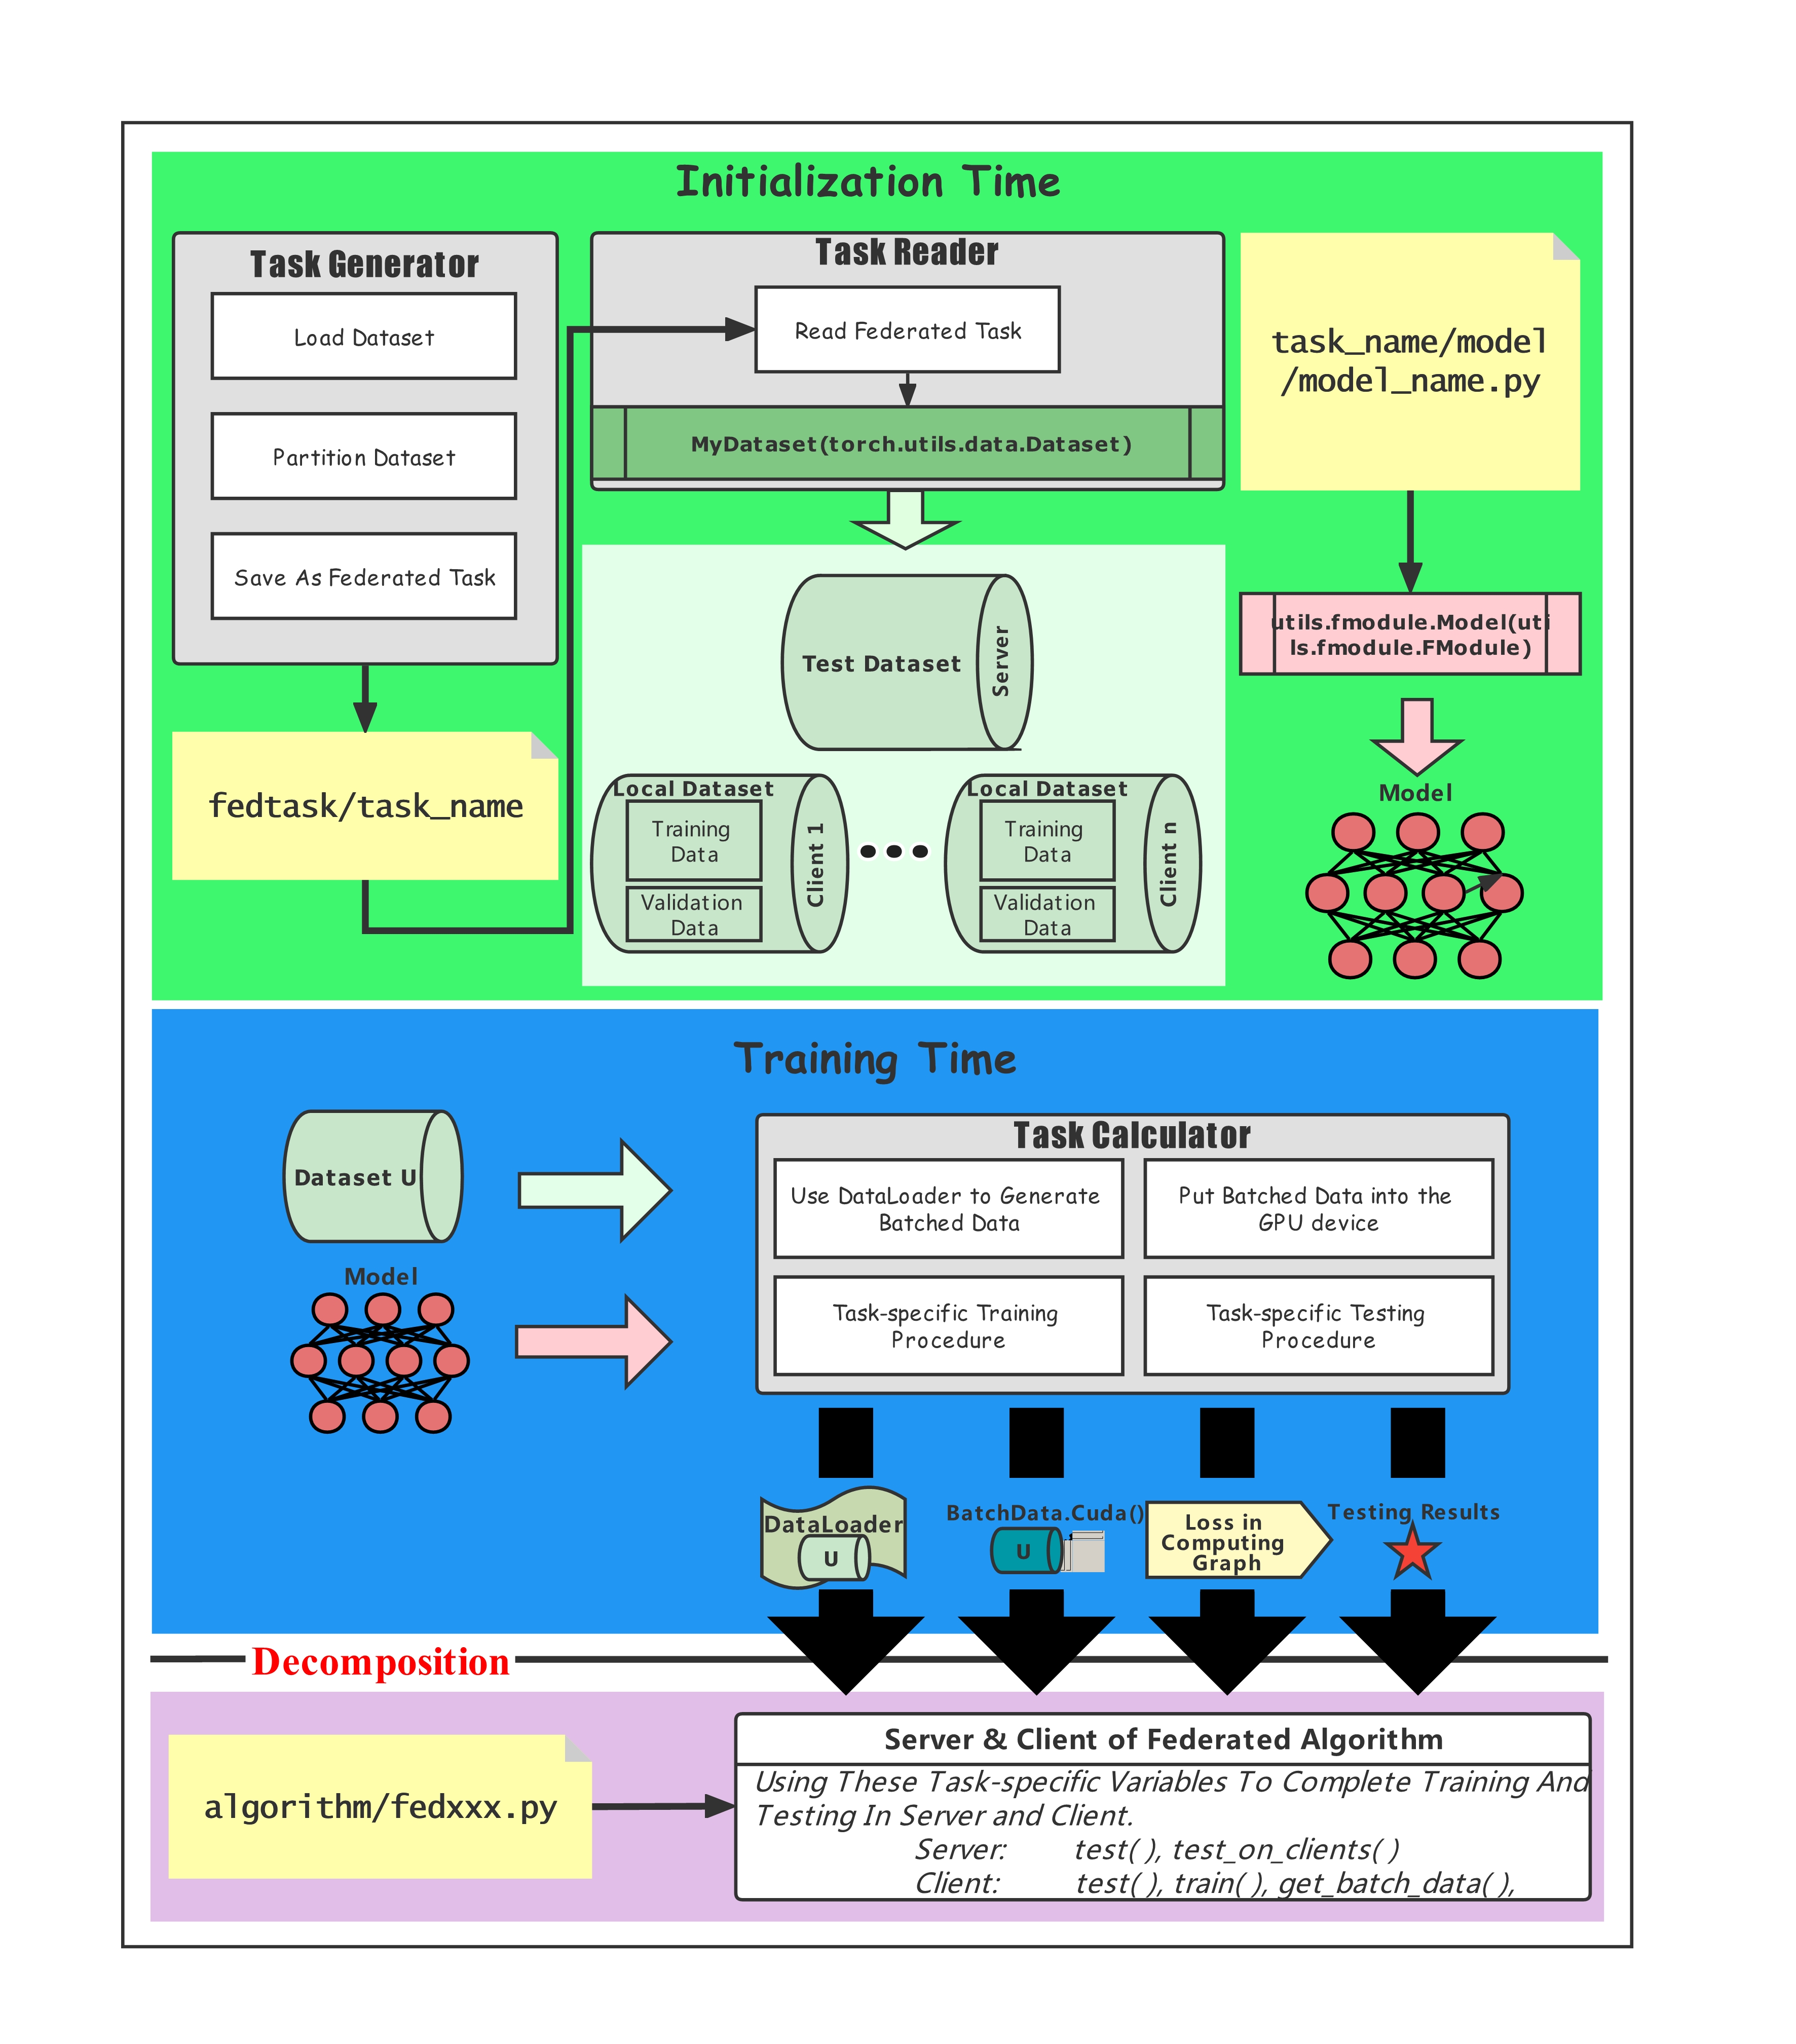 Initialization Time
Task Generator
Load Dataset
Partition Dataset
Save As Federated Task
fedtask/task_name
Task Reader
Read Federated Task
MyDataset(torch.utils.data.Dataset)
Test Dataset
Server
Local Dataset
Training
Data
Validation
Data
Client 1
Local Dataset
Training
Data
Validation
Data
Client n
task_name/model
/model_name.py
utils.fmodule.Model(uti
ls.fmodule.FModule)
Model
Training Time
Dataset U
Model
Task Calculator
Use DataLoader to Generate
Batched Data
Put Batched Data into the
GPU device
Task-specific Training
Procedure
Task-specific Testing
Procedure
DataLoader
U
BatchData.Cuda()
U
Loss in
Computing
Graph
Testing Results
Decomposition
algorithm/fedxxx.py
Server & Client of Federated Algorithm
Using These Task-specific Variables To Complete Training And
Testing In Server and Client.
Server: test( ), test_on_clients( )
Client: test( ), train( ), get_batch_data( ),